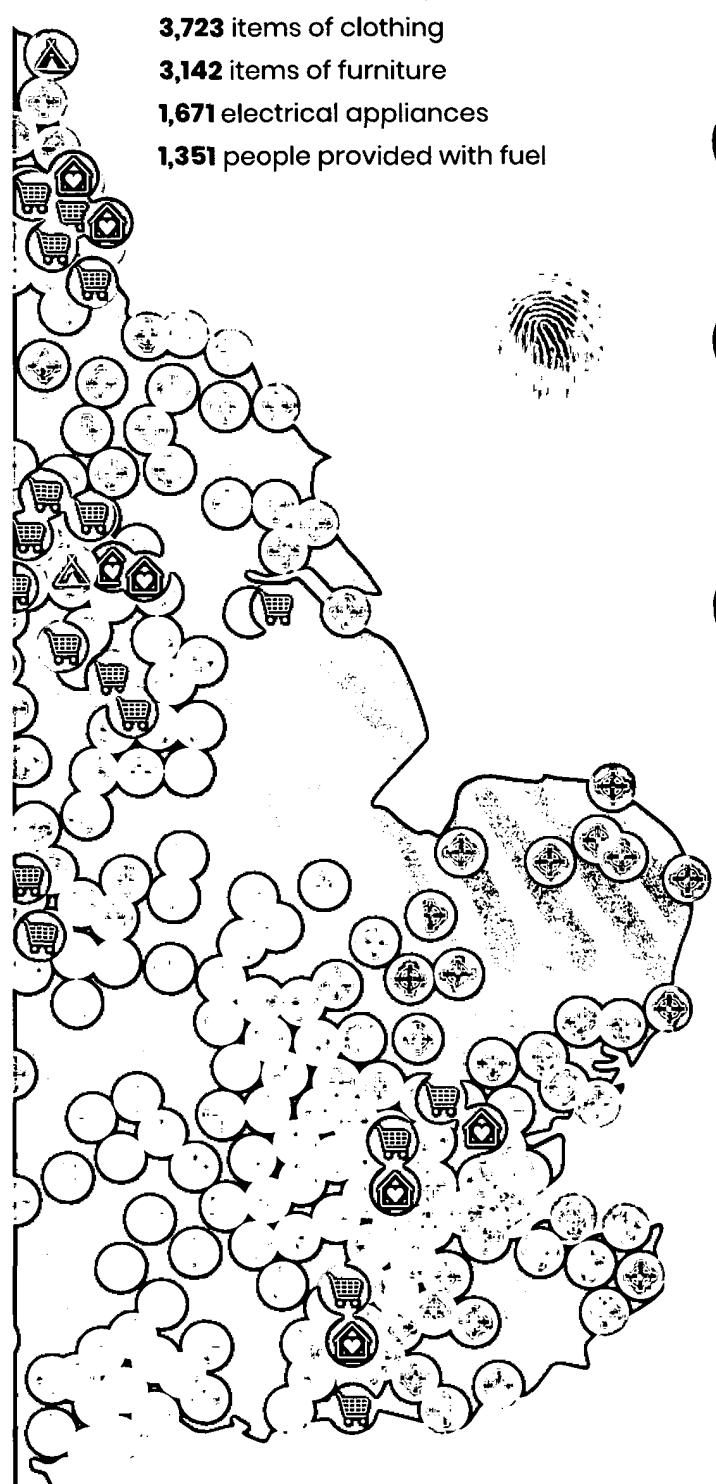 3,723 items of clothing
3,142 items of furniture
1,671 electrical appliances
1,351 people provided with fuel